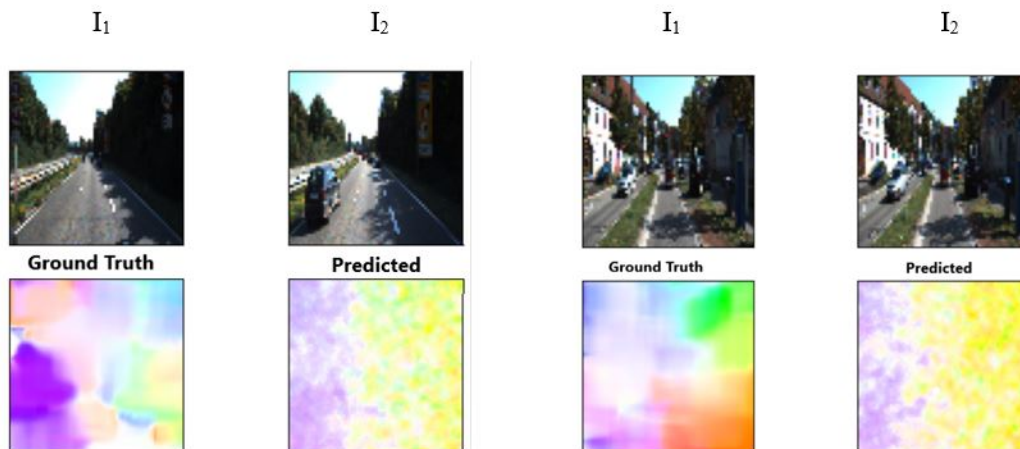 I₁ I₂ I₁ I₂
Ground Truth Predicted Ground Truth Predicted